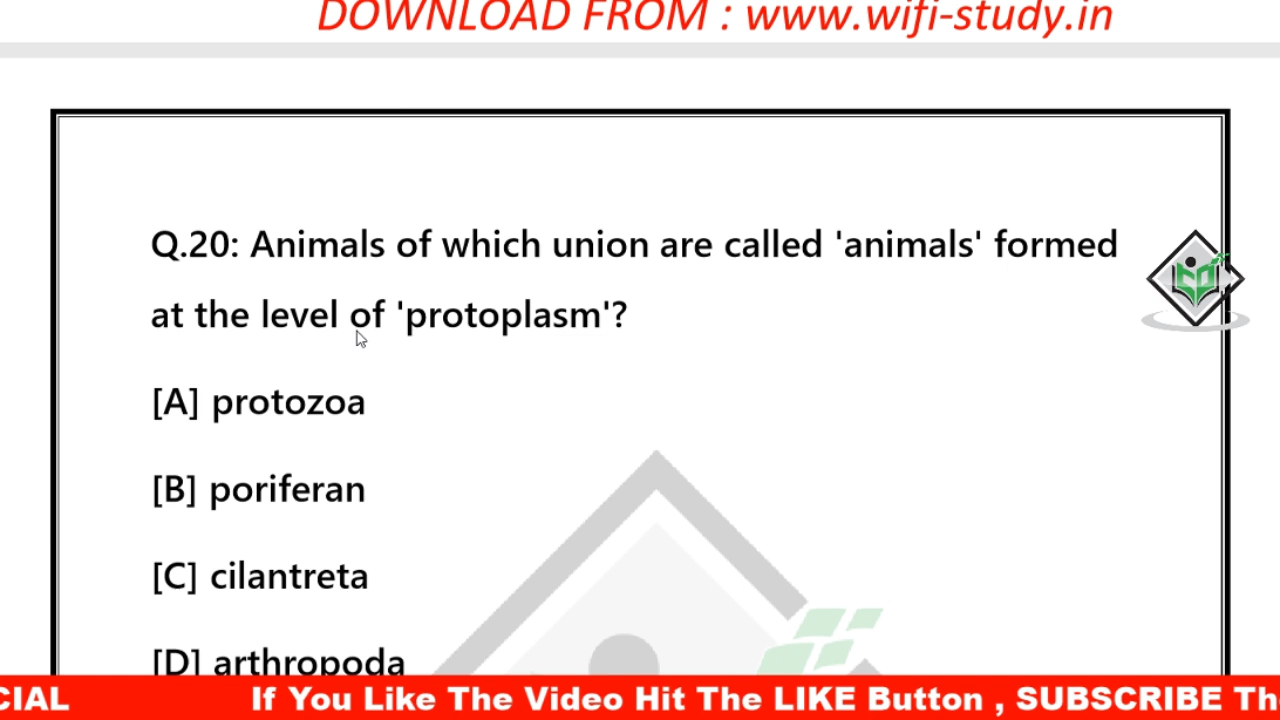 DOWNLOAD FROM : www.wifi-study.in
Q.20: Animals of which union are called 'animals' formed
at the level of 'protoplasm'?
[A] protozoa
[B] poriferan
[C] cilantreta
[D] arthropoda
CIAL If You Like The Video Hit The LIKE Button , SUBSCRIBE Th